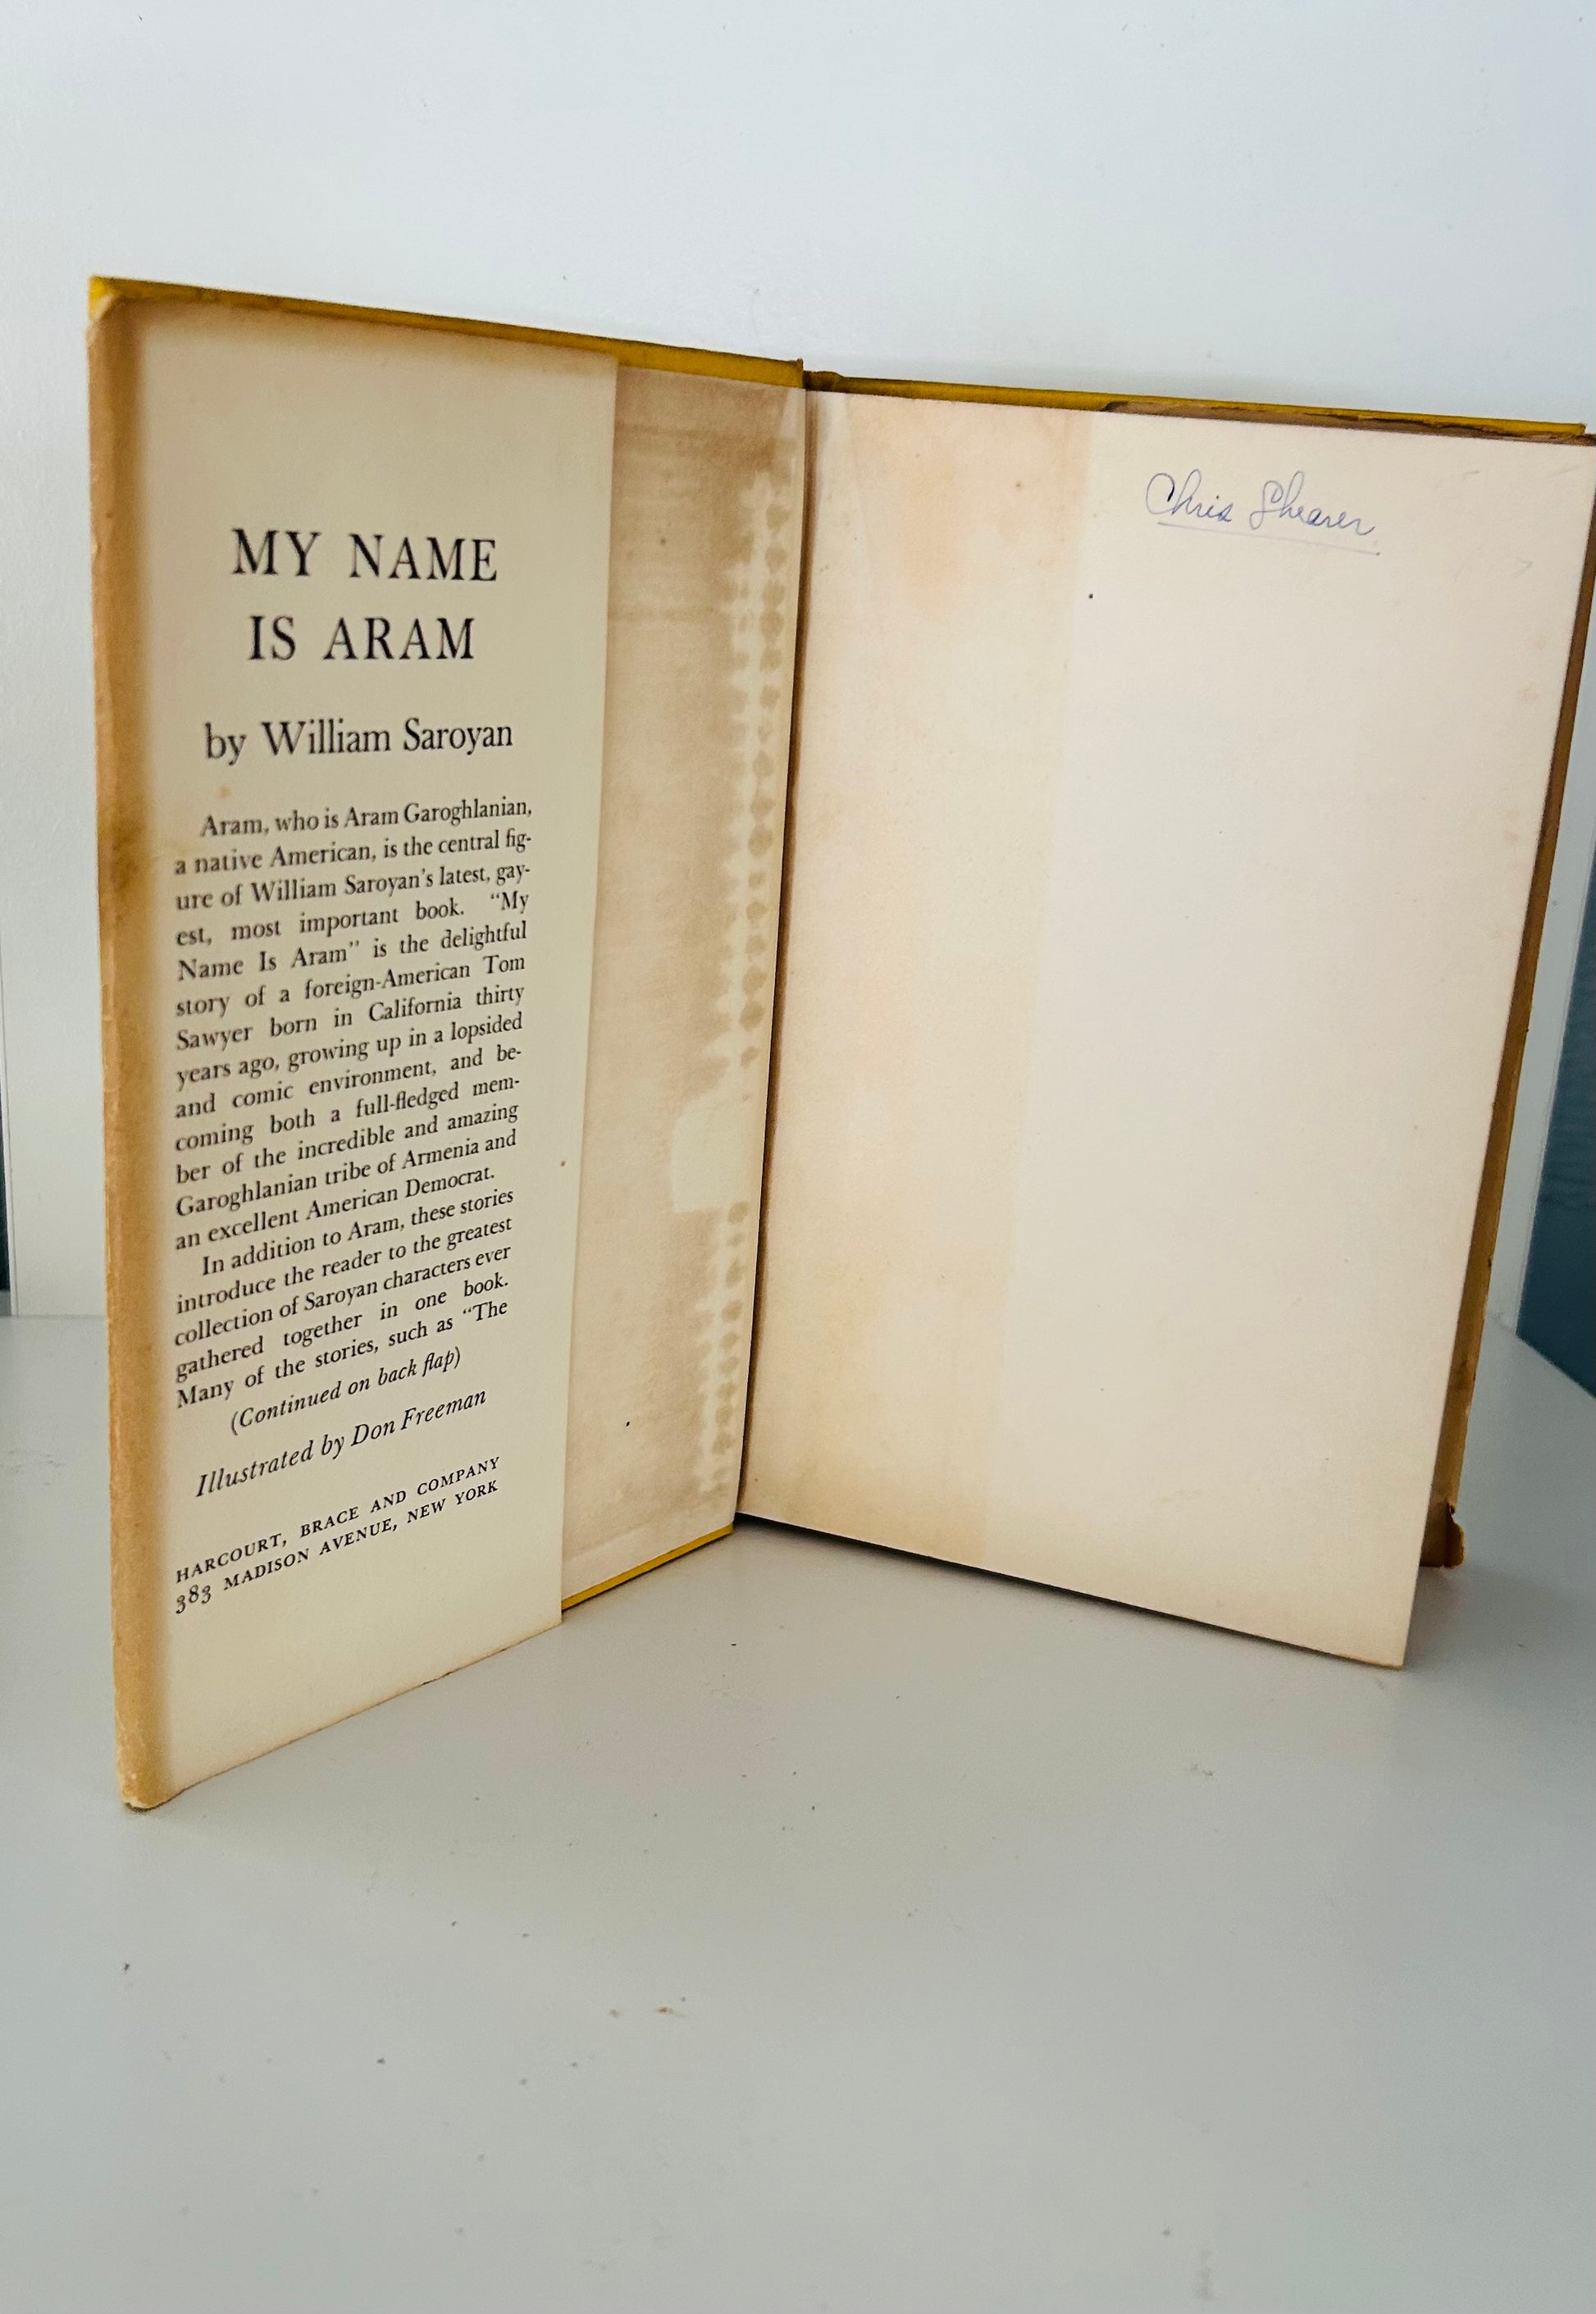 MY NAME
IS ARAM
by William Saroyan
Aram, who is Aram Garoghlanian,
a native American, is the central fig-
ure of William Saroyan's latest, gay-
est, most important book. "My
Name Is Aram" is the delightful
story of a foreign-American Tom
Sawyer born in California thirty
years ago, growing up in a lopsided
and comic environment, and be-
coming both a full-fledged mem-
ber of the incredible and amazing
Garoghlanian tribe of Armenia and
an excellent American Democrat.
In addition to Aram, these stories
introduce the reader to the greatest
collection of Saroyan characters ever
gathered together in one book.
Many of the stories, such as "The
(Continued on back flap)
Illustrated by Don Freeman
HARCOURT, BRACE AND COMPANY
383 MADISON AVENUE, NEW YORK
Chris Shearer